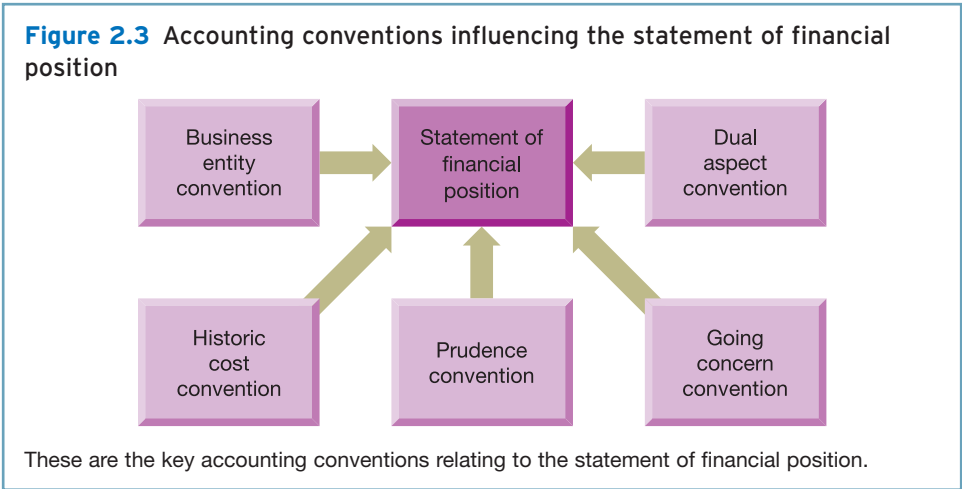 Figure 2.3 Accounting conventions influencing the statement of financial
position
Business
entity
convention
Statement of
financial
position
Dual
aspect
convention
Historic
cost
convention
Prudence
convention
Going
concern
convention
These are the key accounting conventions relating to the statement of financial position.